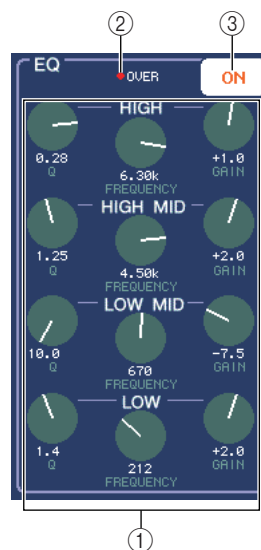 ② ③
EQ OVER ON
HIGH
0.28 6.30k +1.0
Q FREQUENCY GAIN
HIGH MID
1.25 4.50k +2.0
Q FREQUENCY GAIN
LOW MID
10.0 670 -7.5
Q FREQUENCY GAIN
LOW
1.4 212 +2.0
Q FREQUENCY GAIN
①